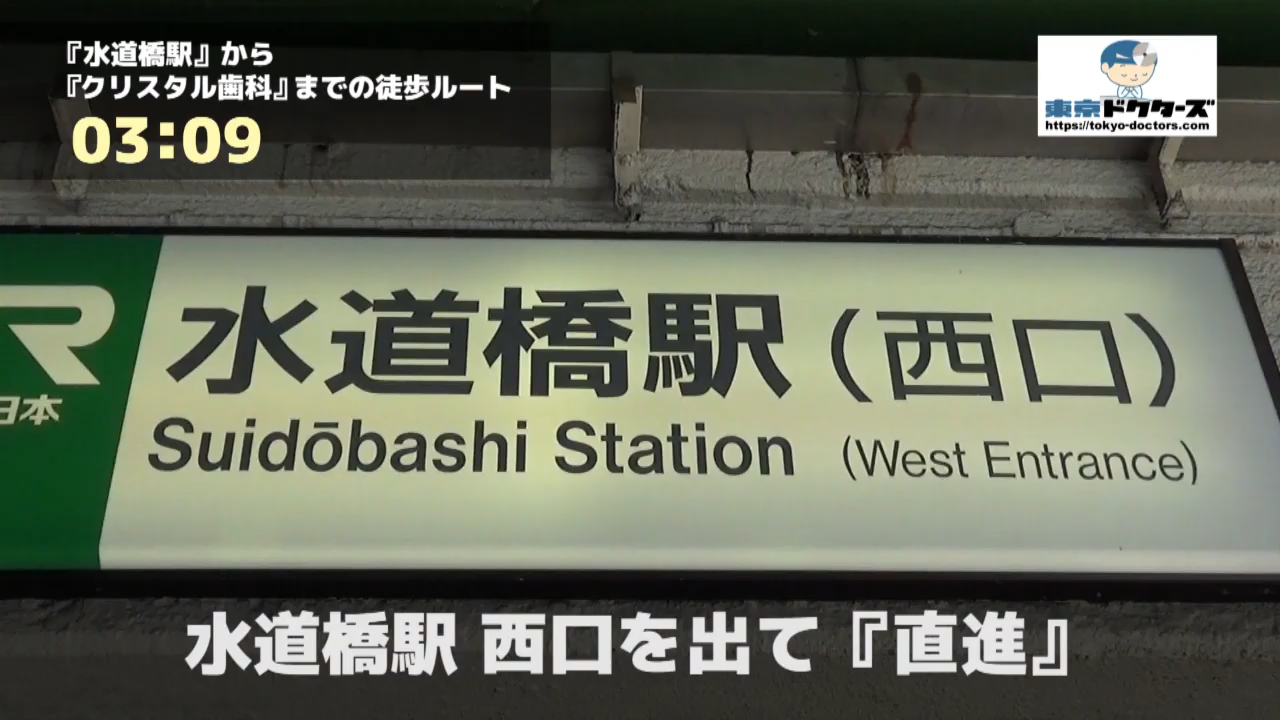 『水道橋駅』から
『クリスタル歯科』までの徒歩ルート
03:09
東京ドクターズ
https://tokyo-doctors.com
R
日本
水道橋駅（西口）
Suidōbashi Station (West Entrance)
水道橋駅 西口を出て『直進』